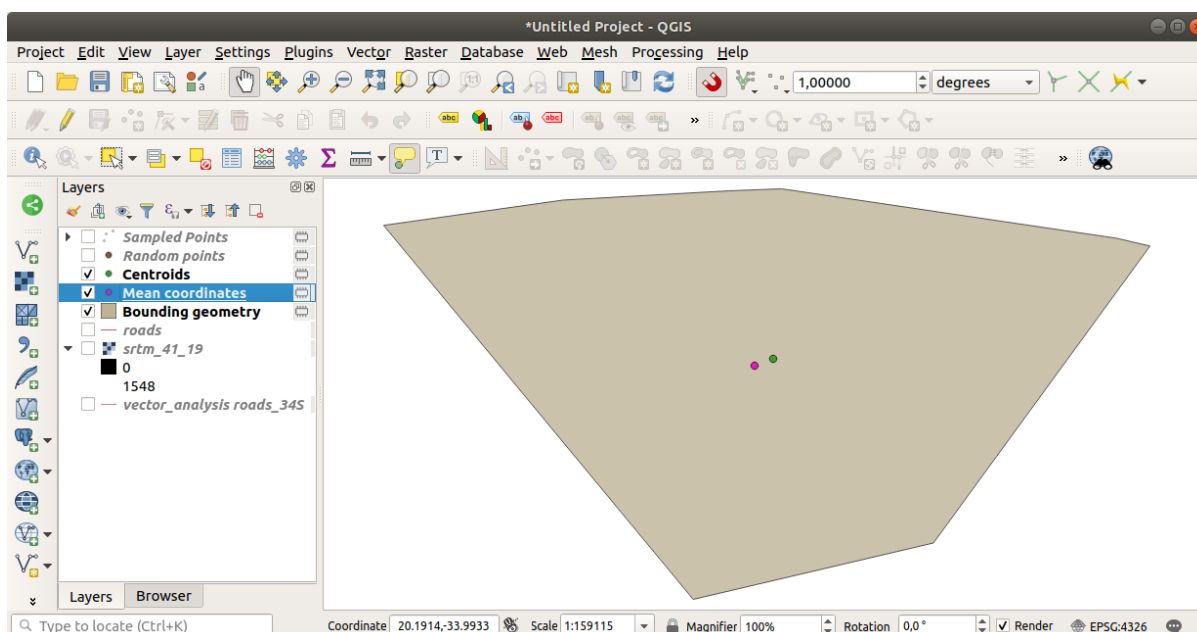 *Untitled Project - QGIS
Project Edit View Layer Settings Plugins Vector Raster Database Web Mesh Processing Help
1,00000 degrees
Layers
Sampled Points
Random points
Centroids
Mean coordinates
Bounding geometry
roads
srtm_41_19
0
1548
vector_analysis roads_34S
Layers Browser
Type to locate (Ctrl+K) Coordinate 20.1914,-33.9933 Scale 1:159115 Magnifier 100% Rotation 0,0 ° Render EPSG:4326